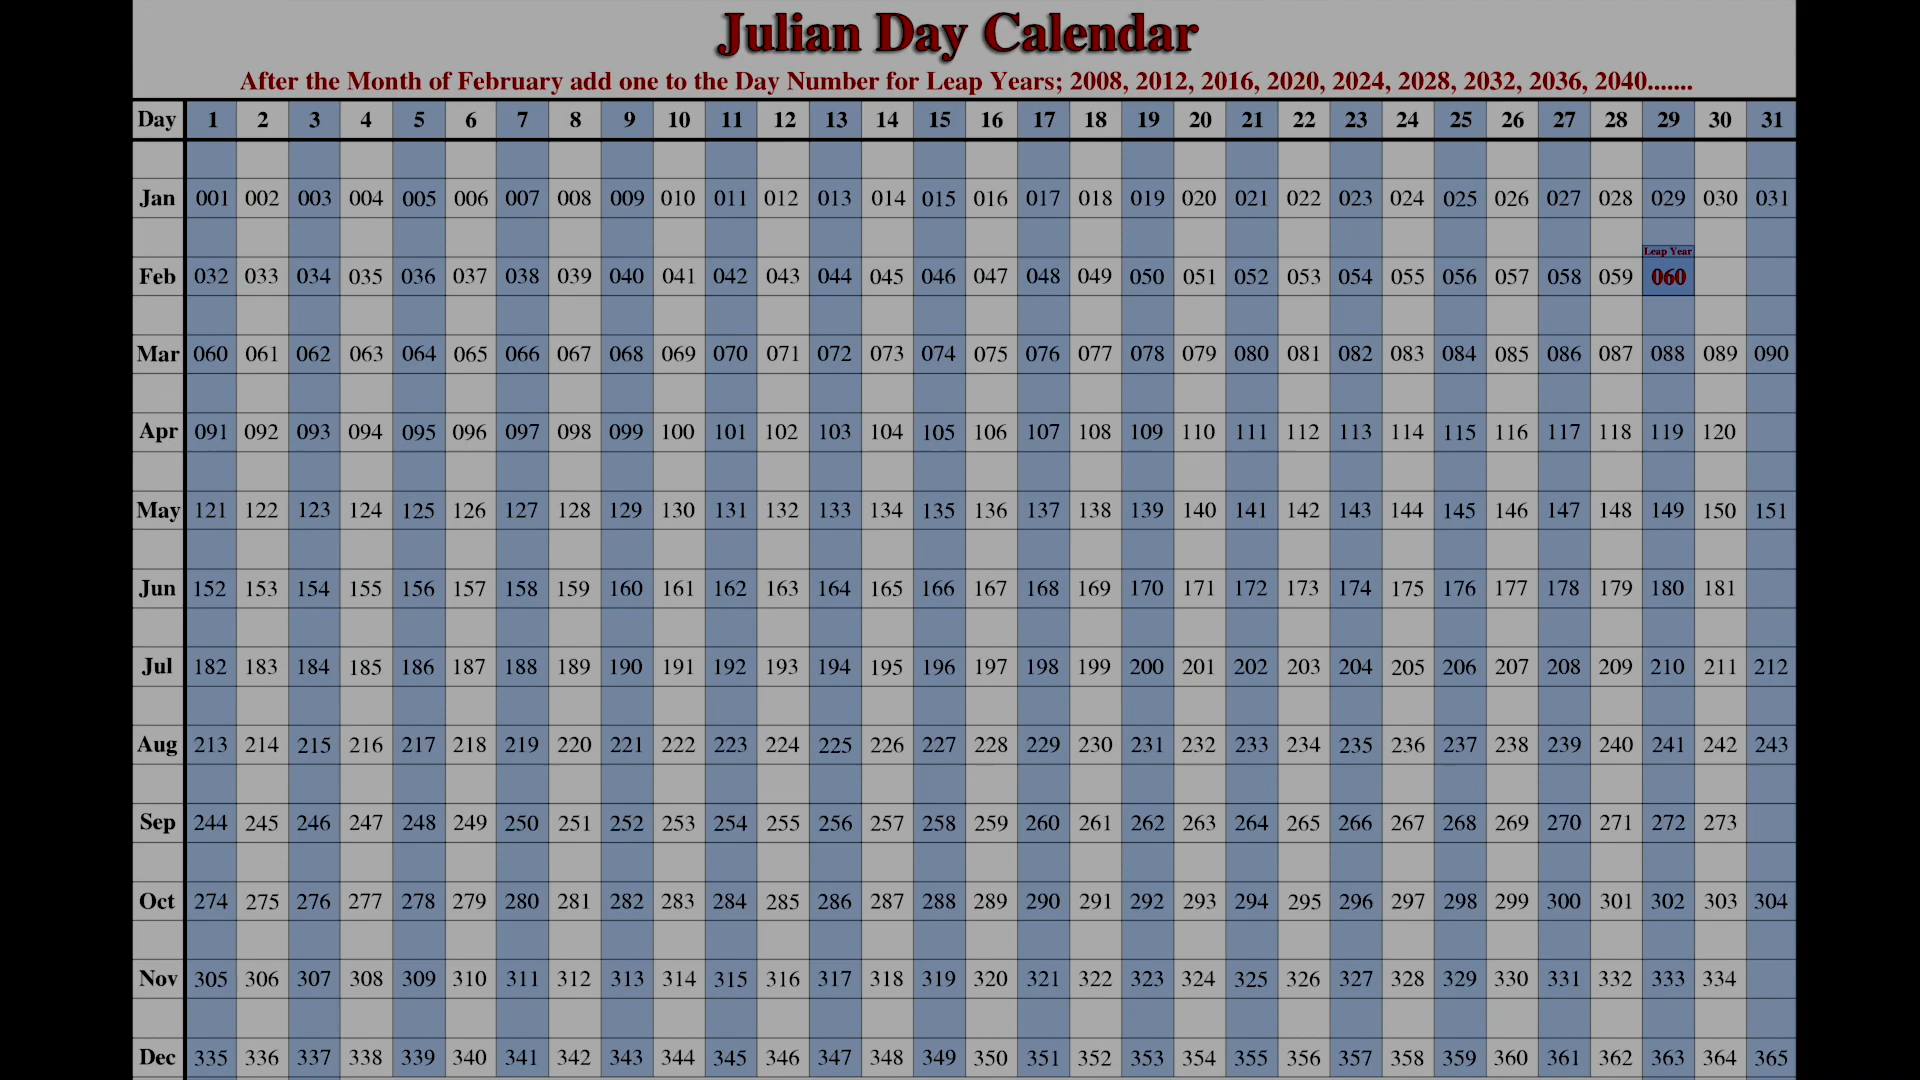 Julian Day Calendar
After the Month of February add one to the Day Number for Leap Years; 2008, 2012, 2016, 2020, 2024, 2028, 2032, 2036, 2040.......
Day 1 2 3 4 5 6 7 8 9 10 11 12 13 14 15 16 17 18 19 20 21 22 23 24 25 26 27 28 29 30 31
Jan 001 002 003 004 005 006 007 008 009 010 011 012 013 014 015 016 017 018 019 020 021 022 023 024 025 026 027 028 029 030 031
Leap Year
Feb 032 033 034 035 036 037 038 039 040 041 042 043 044 045 046 047 048 049 050 051 052 053 054 055 056 057 058 059 060
Mar 060 061 062 063 064 065 066 067 068 069 070 071 072 073 074 075 076 077 078 079 080 081 082 083 084 085 086 087 088 089 090
Apr 091 092 093 094 095 096 097 098 099 100 101 102 103 104 105 106 107 108 109 110 111 112 113 114 115 116 117 118 119 120
May 121 122 123 124 125 126 127 128 129 130 131 132 133 134 135 136 137 138 139 140 141 142 143 144 145 146 147 148 149 150 151
Jun 152 153 154 155 156 157 158 159 160 161 162 163 164 165 166 167 168 169 170 171 172 173 174 175 176 177 178 179 180 181
Jul 182 183 184 185 186 187 188 189 190 191 192 193 194 195 196 197 198 199 200 201 202 203 204 205 206 207 208 209 210 211 212
Aug 213 214 215 216 217 218 219 220 221 222 223 224 225 226 227 228 229 230 231 232 233 234 235 236 237 238 239 240 241 242 243
Sep 244 245 246 247 248 249 250 251 252 253 254 255 256 257 258 259 260 261 262 263 264 265 266 267 268 269 270 271 272 273
Oct 274 275 276 277 278 279 280 281 282 283 284 285 286 287 288 289 290 291 292 293 294 295 296 297 298 299 300 301 302 303 304
Nov 305 306 307 308 309 310 311 312 313 314 315 316 317 318 319 320 321 322 323 324 325 326 327 328 329 330 331 332 333 334
Dec 335 336 337 338 339 340 341 342 343 344 345 346 347 348 349 350 351 352 353 354 355 356 357 358 359 360 361 362 363 364 365